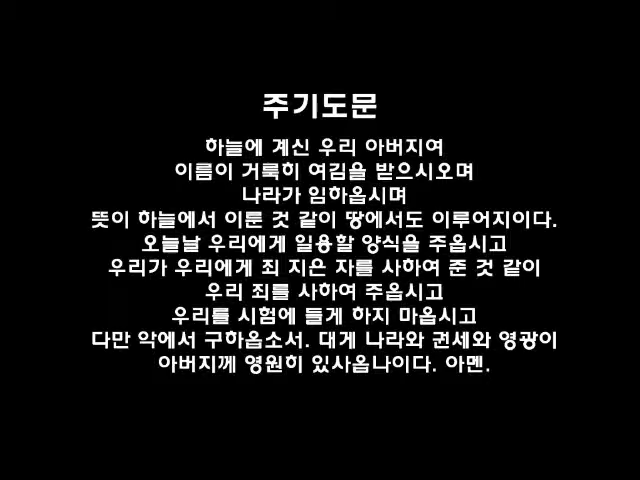 주기도문
하늘에 계신 우리 아버지여
이름이 거룩히 여김을 받으시오며
나라가 임하옵시며
뜻이 하늘에서 이룬 것 같이 땅에서도 이루어지이다.
오늘날 우리에게 일용할 양식을 주옵시고
우리가 우리에게 죄 지은 자를 사하여 준 것 같이
우리 죄를 사하여 주옵시고
우리를 시험에 들게 하지 마옵시고
다만 악에서 구하옵소서. 대게 나라와 권세와 영광이
아버지께 영원히 있사옵나이다. 아멘.